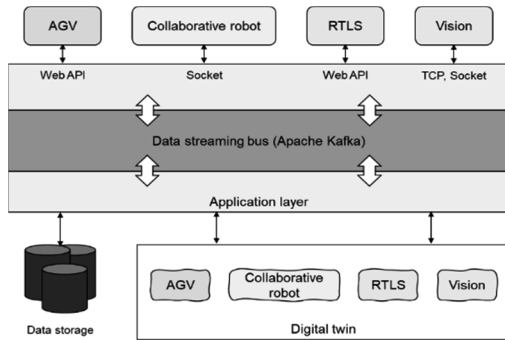 AGV
Collaborative robot
RTLS
Vision
Web API
Socket
Web API
TCP, Socket
Data streaming bus (Apache Kafka)
Application layer
AGV
Collaborative
robot
RTLS
Vision
Data storage
Digital twin